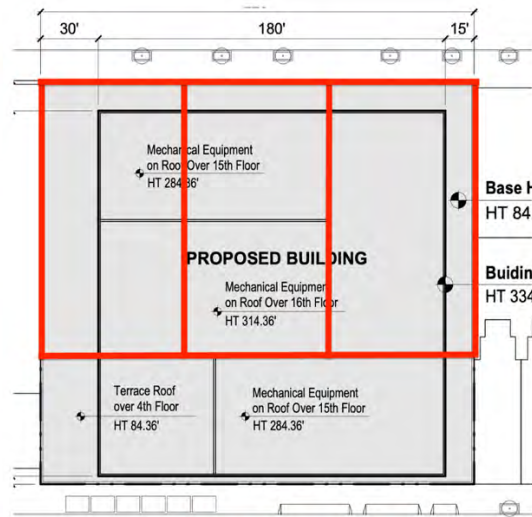 30'
180'
15'
Mechanical Equipment
on Roof Over 15th Floor
HT 284.36'
Base H
HT 84
PROPOSED BUILDING
Buidin
HT 334
Mechanical Equipmer
on Roof Over 16th Floor
HT 314.36'
Terrace Roof
over 4th Floor
HT 84.36'
Mechanical Equipment
on Roof Over 15th Floor
HT 284.36'